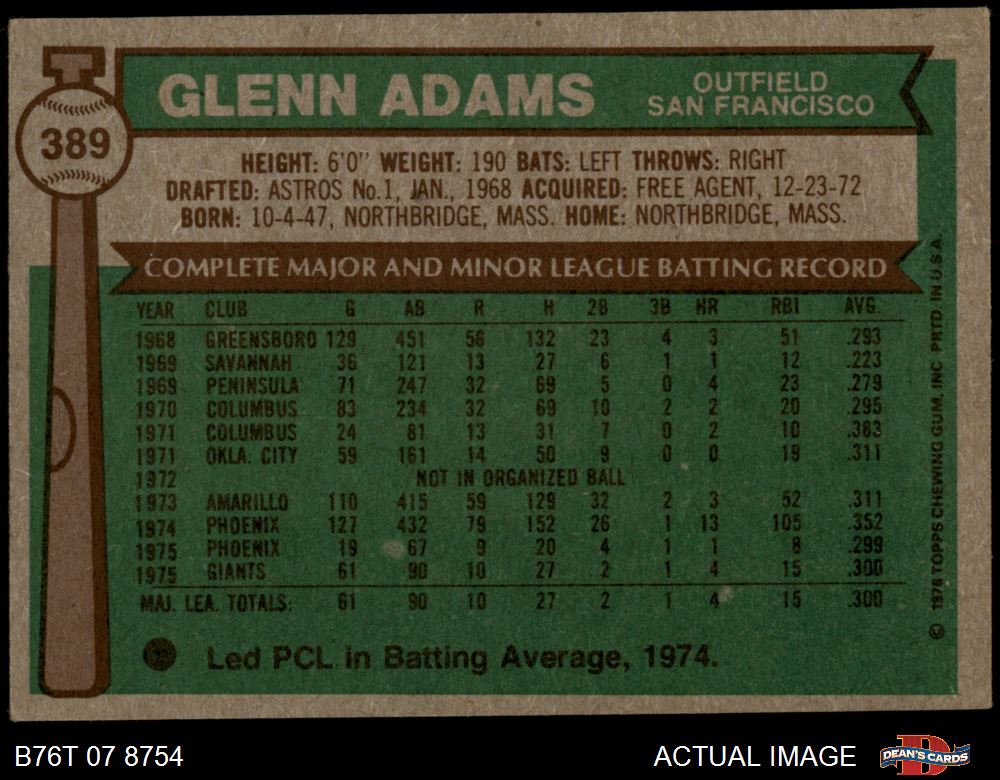 389
GLENN ADAMS
OUTFIELD
SAN FRANCISCO
HEIGHT: 6'0" WEIGHT: 190 BATS: LEFT THROWS: RIGHT
DRAFTED: ASTROS No.1, JAN., 1968 ACQUIRED: FREE AGENT, 12-23-72
BORN: 10-4-47, NORTHBRIDGE, MASS. HOME: NORTHBRIDGE, MASS.
COMPLETE MAJOR AND MINOR LEAGUE BATTING RECORD
YEAR CLUB G AB R H 2B 3B HR RBI AVG.
1968 GREENSBORO 129 451 56 132 23 4 3 51 .293
1969 SAVANNAH 36 121 13 27 6 1 1 12 .223
1969 PENINSULA 71 247 32 69 5 0 4 23 .279
1970 COLUMBUS 83 234 32 69 10 2 2 20 .295
1971 COLUMBUS 24 81 13 31 7 0 2 10 .383
1971 OKLA. CITY 59 161 14 50 9 0 0 19 .311
1972 NOT IN ORGANIZED BALL
1973 AMARILLO 110 415 59 129 32 2 3 52 .311
1974 PHOENIX 127 432 79 152 26 1 13 105 .352
1975 PHOENIX 19 67 9 20 4 1 1 8 .299
1975 GIANTS 61 90 10 27 2 1 4 15 .300
MAJ. LEA. TOTALS: 61 90 10 27 2 1 4 15 .300
Led PCL in Batting Average, 1974.
© 1976 TOPPS CHEWING GUM, INC PRTD. IN U.S.A.
B76T 07 8754
ACTUAL IMAGE
DEAN'S CARDS